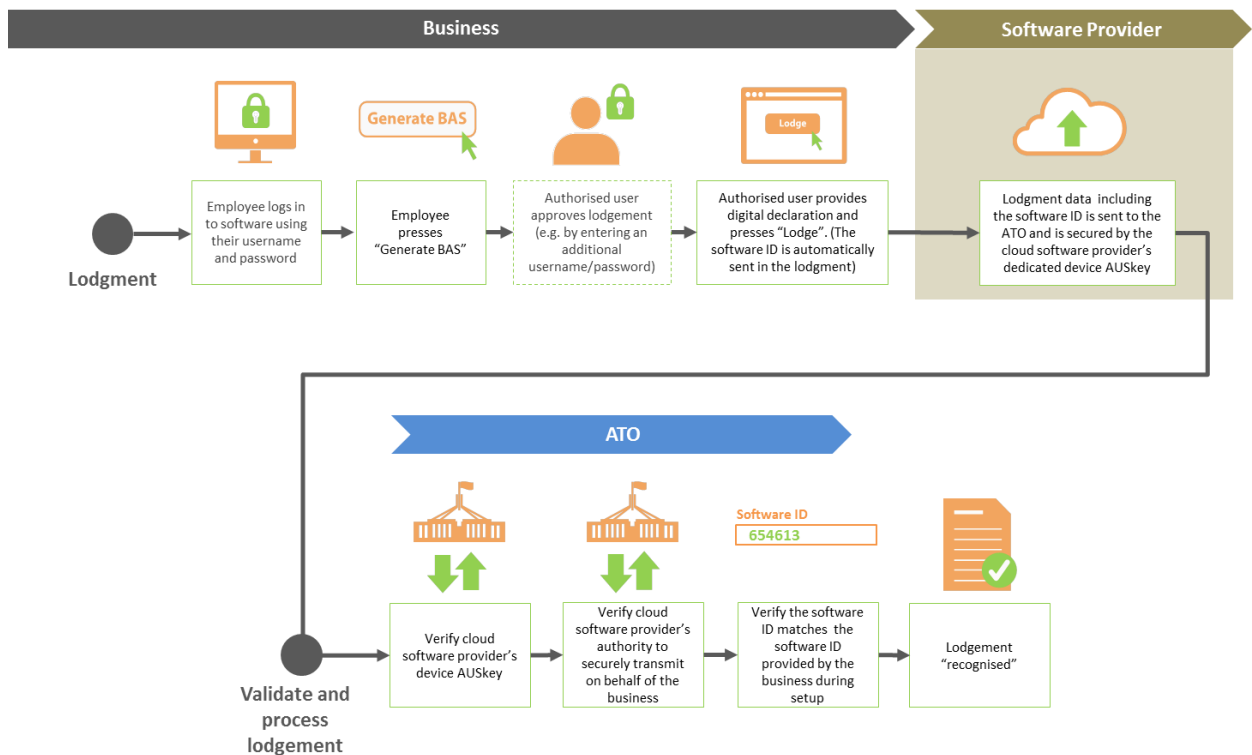 Business
Software Provider
Generate BAS
Lodge
Lodgment
Employee logs in
to software using
their username
and password
Employee
presses
“Generate BAS”
Authorised user
approves lodgement
(e.g. by entering an
additional
username/password)
Authorised user provides
digital declaration and
presses “Lodge”. (The
software ID is automatically
sent in the lodgment)
Lodgment data  including
the software ID is sent to the
ATO and is secured by the
cloud software provider’s
dedicated device AUSkey
ATO
Software ID
654613
Validate and
process
lodgement
Verify cloud
software provider’s
device AUSkey
Verify cloud
software provider’s
authority to
securely transmit
on behalf of the
business
Verify the software
ID matches  the
software ID
provided by the
business during
setup
Lodgement
“recognised”